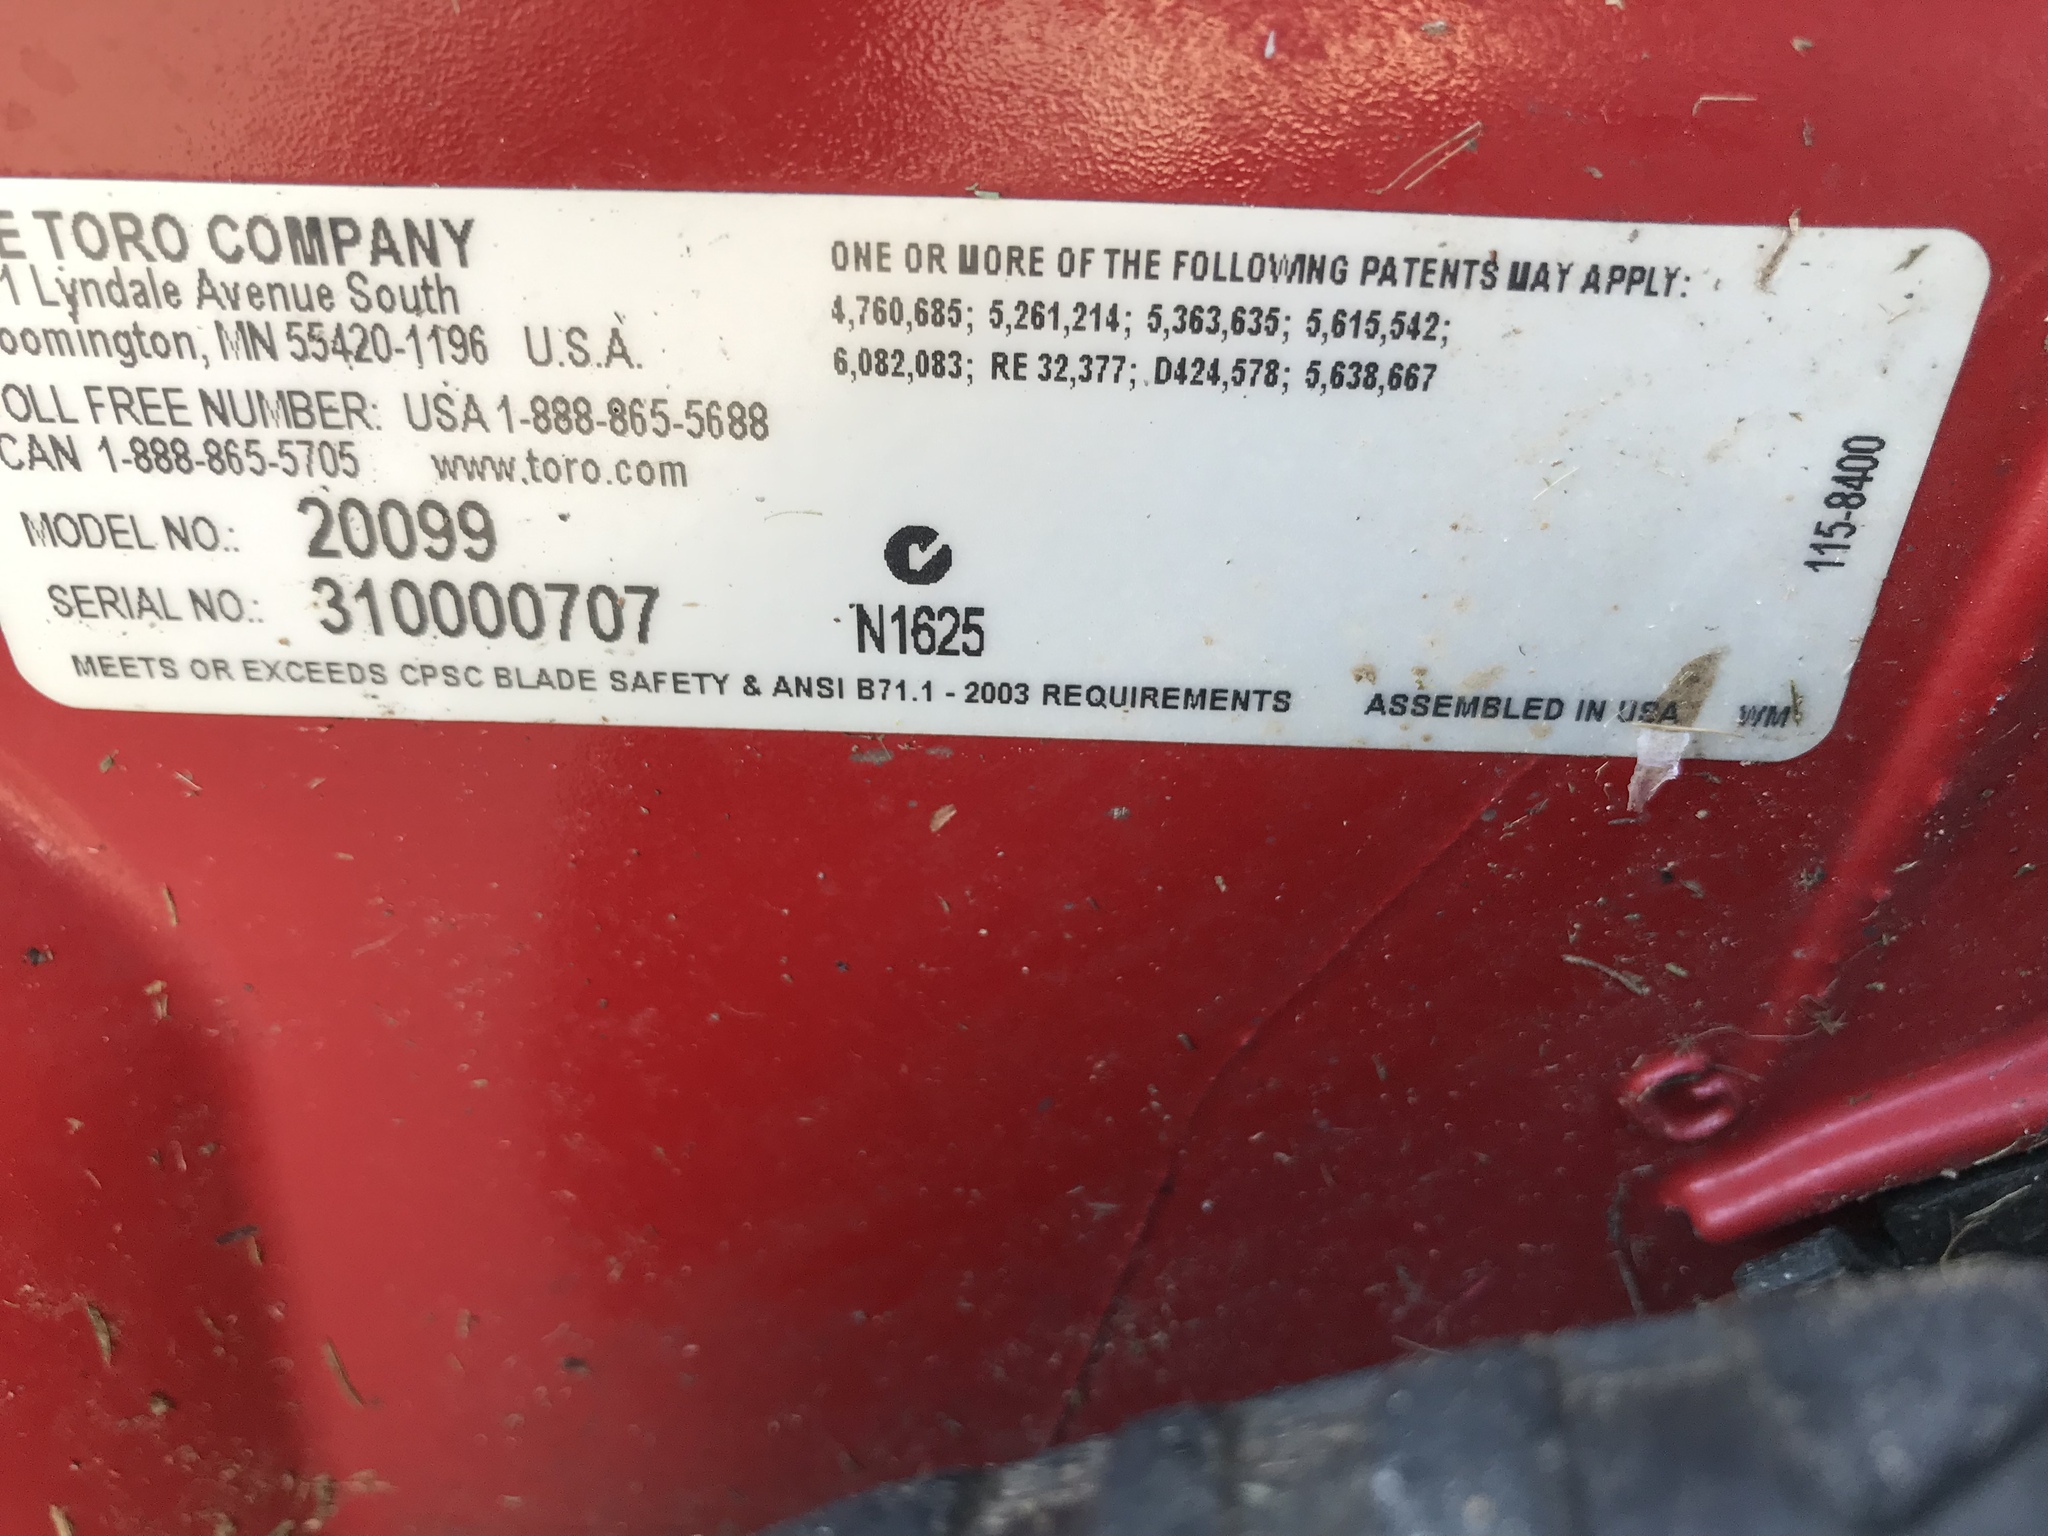 E TORO COMPANY
1 Lyndale Avenue South
oomington, MN 55420-1196 U.S.A.
OLL FREE NUMBER: USA 1-888-865-5688
CAN 1-888-865-5705 www.toro.com
MODEL NO.: 20099
SERIAL NO.: 310000707
MEETS OR EXCEEDS CPSC BLADE SAFETY & ANSI B71.1 - 2003 REQUIREMENTS
ONE OR MORE OF THE FOLLOWING PATENTS MAY APPLY:
4,760,685; 5,261,214; 5,363,635; 5,615,542;
6,082,083; RE 32,377; D424,578; 5,638,667
N1625
ASSEMBLED IN USA WM
115-8400